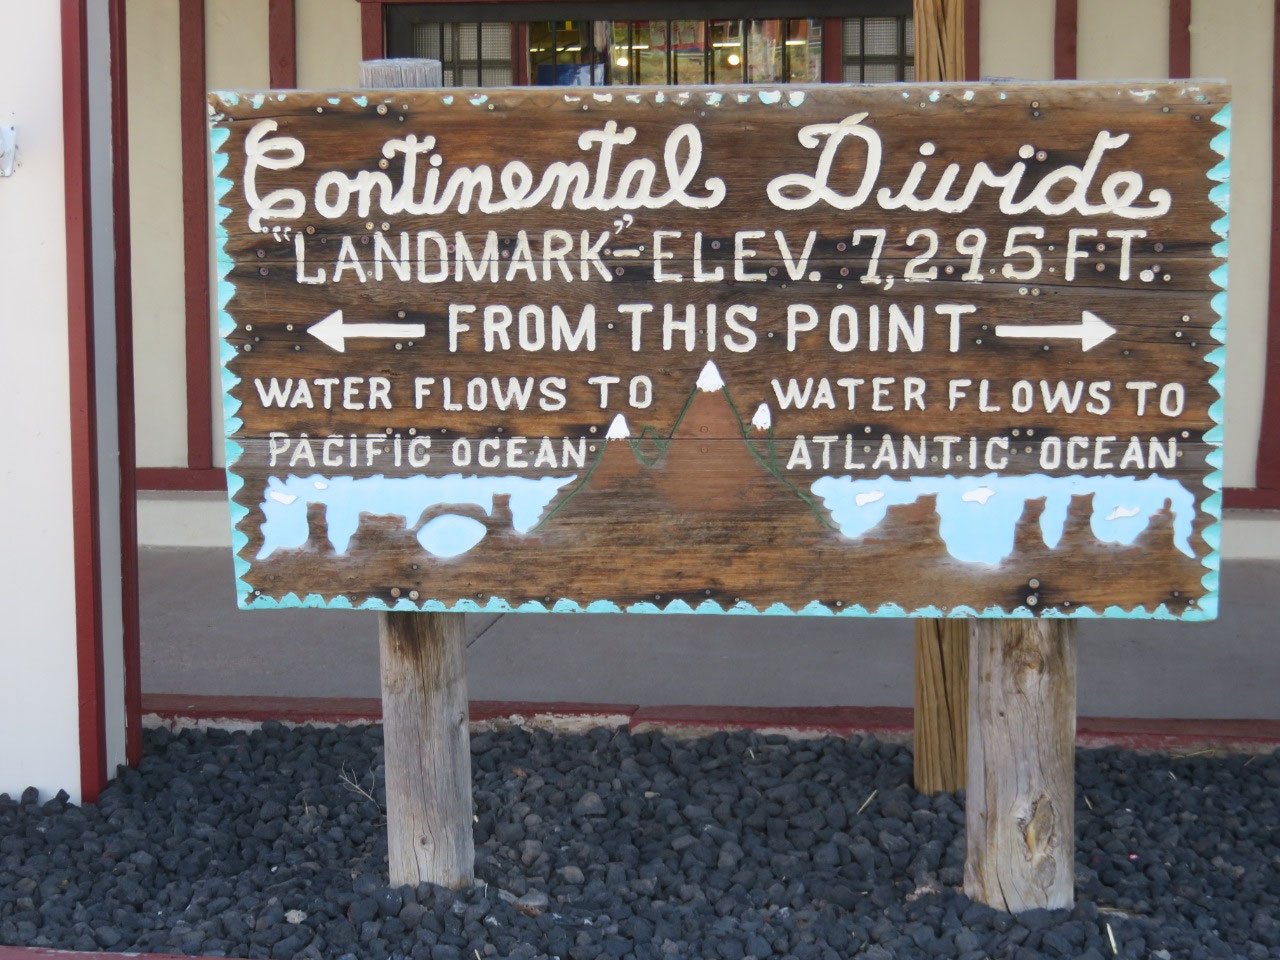 Continental Divide
"LANDMARK"-ELEV. 7,295 FT.
FROM THIS POINT
WATER FLOWS TO
PACIFIC OCEAN
WATER FLOWS TO
ATLANTIC OCEAN